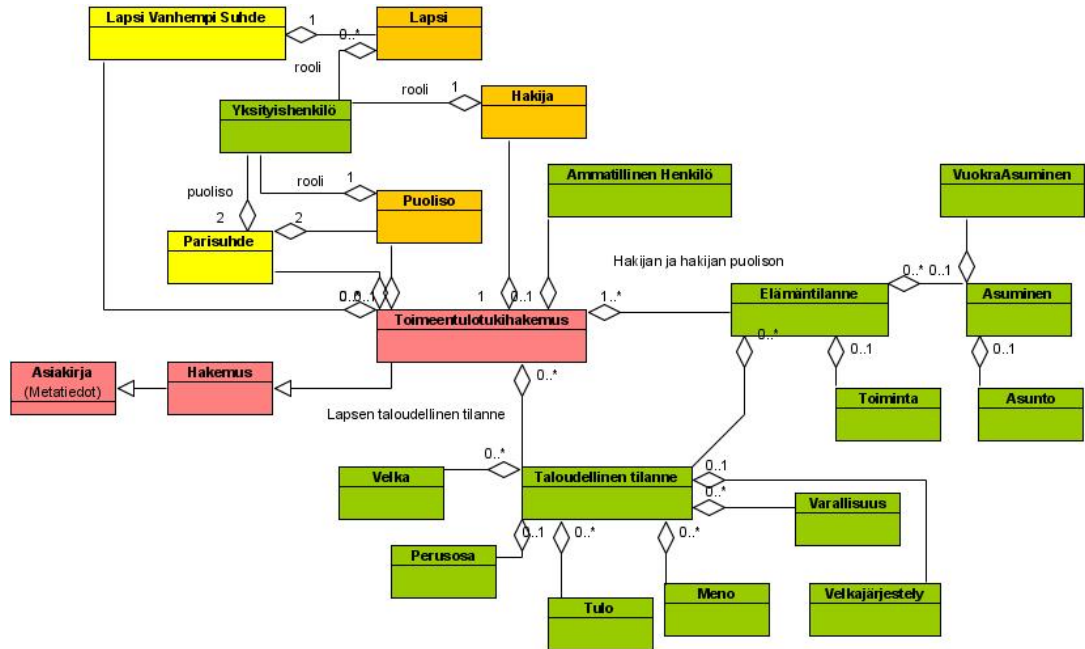 Lapsi Vanhempi Suhde
1
0..*
Lapsi
rooli
rooli
1
Hakija
Yksityishenkilö
puoliso
rooli
1
Puoliso
2
2
Parisuhde
Ammatillinen Henkilö
VuokraAsuminen
Hakijan ja hakijan puolison
0..*
0..1
Elämäntilanne
Asuminen
1
0..1
1..*
Toimeentulotukihakemus
0..*
0..1
0..1
Asiakirja
(Metatiedot)
Hakemus
0..*
Toiminta
Asunto
Lapsen taloudellinen tilanne
0..*
Velka
Taloudellinen tilanne
0..1
0..*
Varallisuus
0..1
0..*
0..*
Perusosa
Tulo
Meno
Velkajärjestely